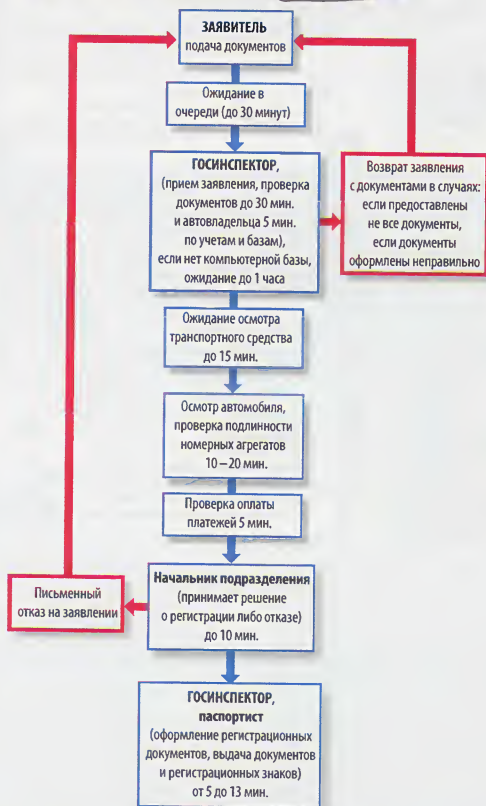 ЗАЯВИТЕЛЬ
подача документов
Ожидание в
очереди (до 30 минут)
ГОСИНСПЕКТОР,
(прием заявления, проверка
документов до 30 мин.
и автовладельца 5 мин.
по учетам и базам),
если нет компьютерной базы,
ожидание до 1 часа
Возврат заявления
с документами в случаях:
если предоставлены
не все документы,
если документы
оформлены неправильно
Ожидание осмотра
транспортного средства
до 15 мин.
Осмотр автомобиля,
проверка подлинности
номерных агрегатов
10–20 мин.
Проверка оплаты
платежей 5 мин.
Начальник подразделения
(принимает решение
о регистрации либо отказе)
до 10 мин.
Письменный
отказ на заявлении
ГОСИНСПЕКТОР,
паспортист
(оформление регистрационных
документов, выдача документов
и регистрационных знаков)
от 5 до 13 мин.